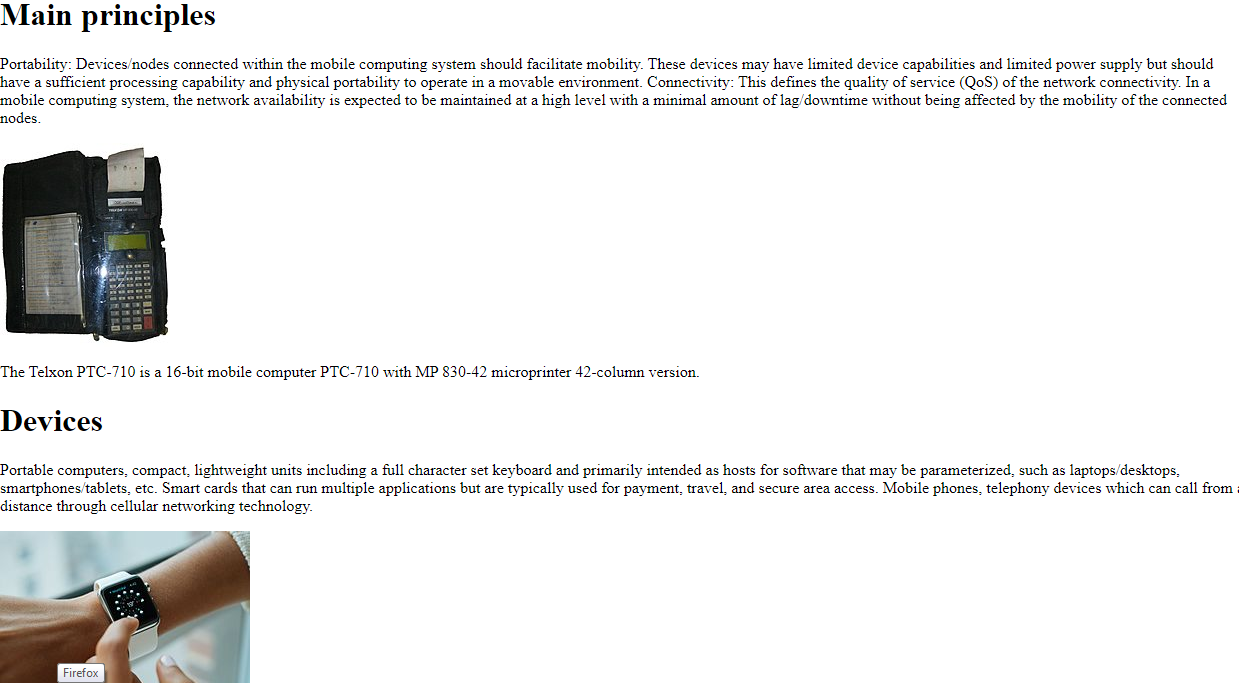 Main principles
Portability: Devices/nodes connected within the mobile computing system should facilitate mobility. These devices may have limited device capabilities and limited power supply but should
have a sufficient processing capability and physical portability to operate in a movable environment. Connectivity: This defines the quality of service (QoS) of the network connectivity. In a
mobile computing system, the network availability is expected to be maintained at a high level with a minimal amount of lag/downtime without being affected by the mobility of the connected
nodes.
The Telxon PTC-710 is a 16-bit mobile computer PTC-710 with MP 830-42 microprinter 42-column version.
Devices
Portable computers, compact, lightweight units including a full character set keyboard and primarily intended as hosts for software that may be parameterized, such as laptops/desktops,
smartphones/tablets, etc. Smart cards that can run multiple applications but are typically used for payment, travel, and secure area access. Mobile phones, telephony devices which can call from a
distance through cellular networking technology.
Firefox